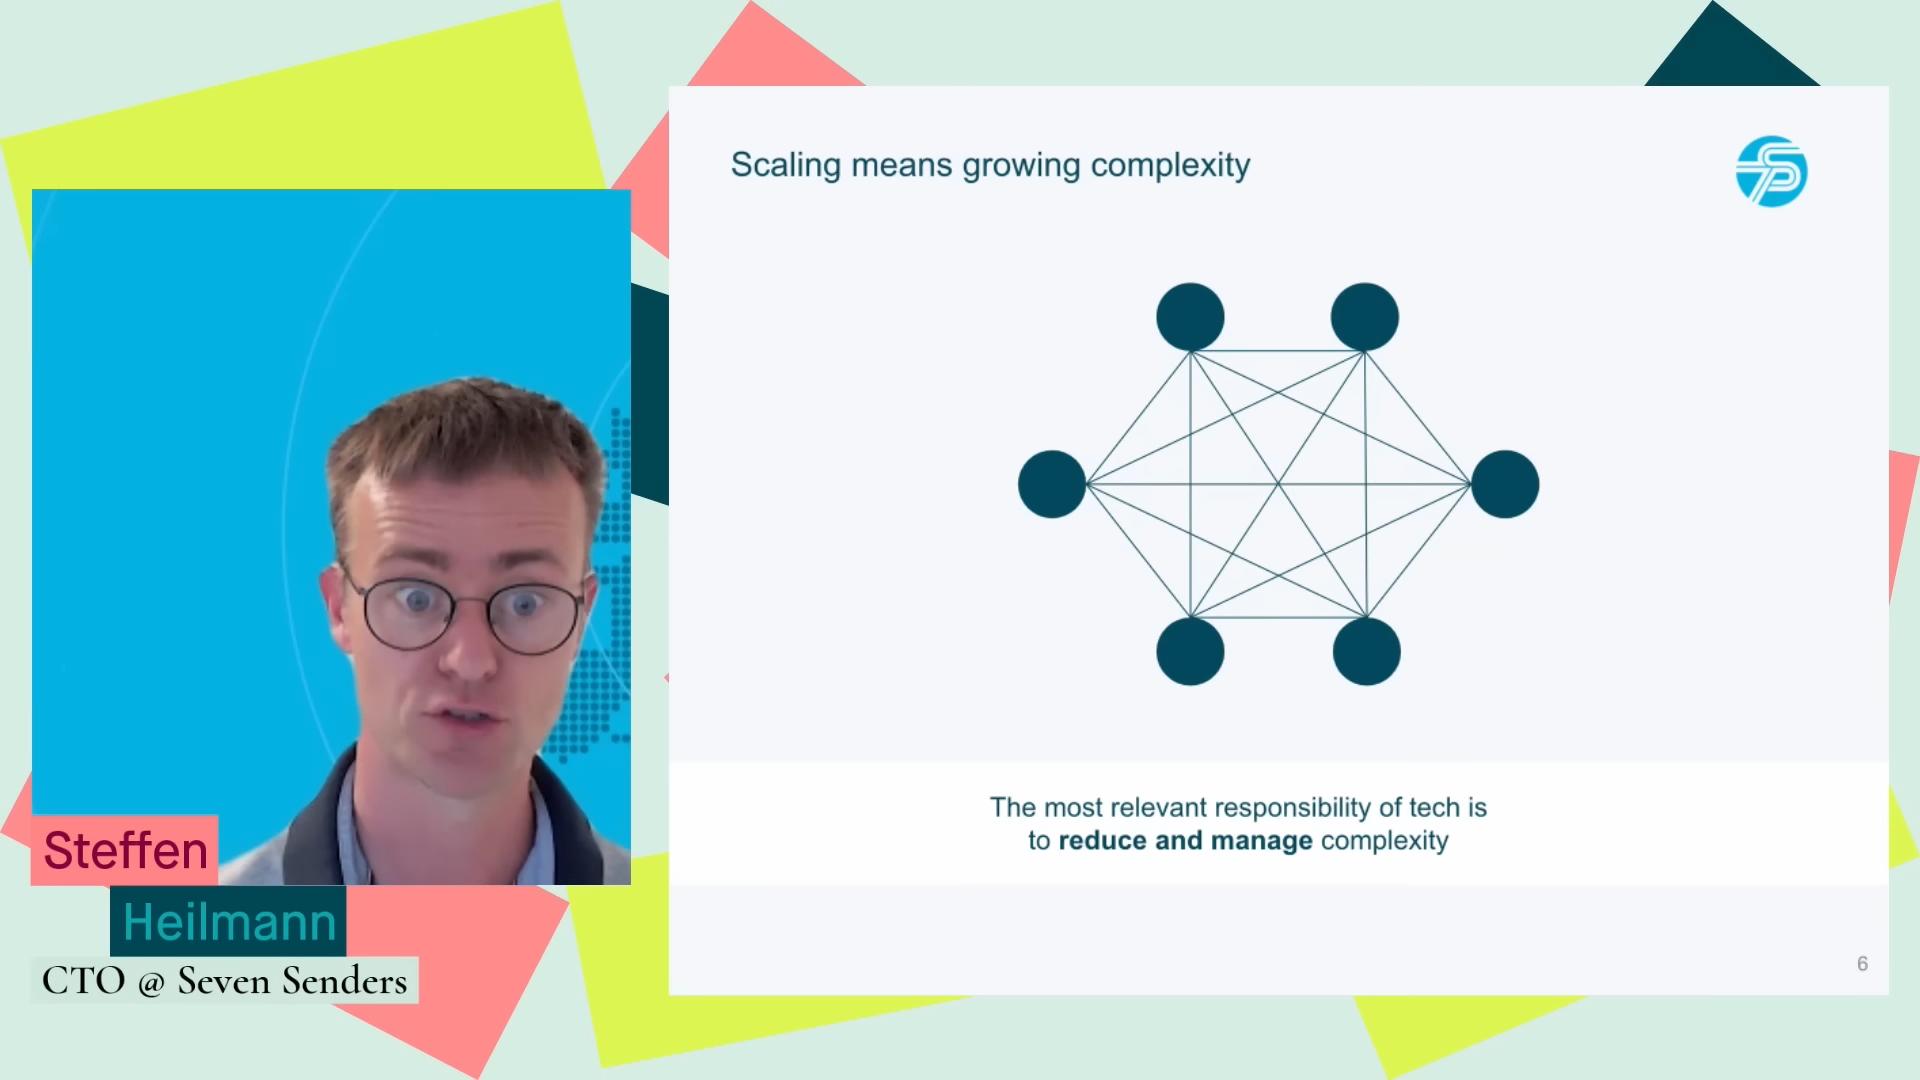 Scaling means growing complexity
The most relevant responsibility of tech is
to reduce and manage complexity
6
Steffen
Heilmann
CTO @ Seven Senders